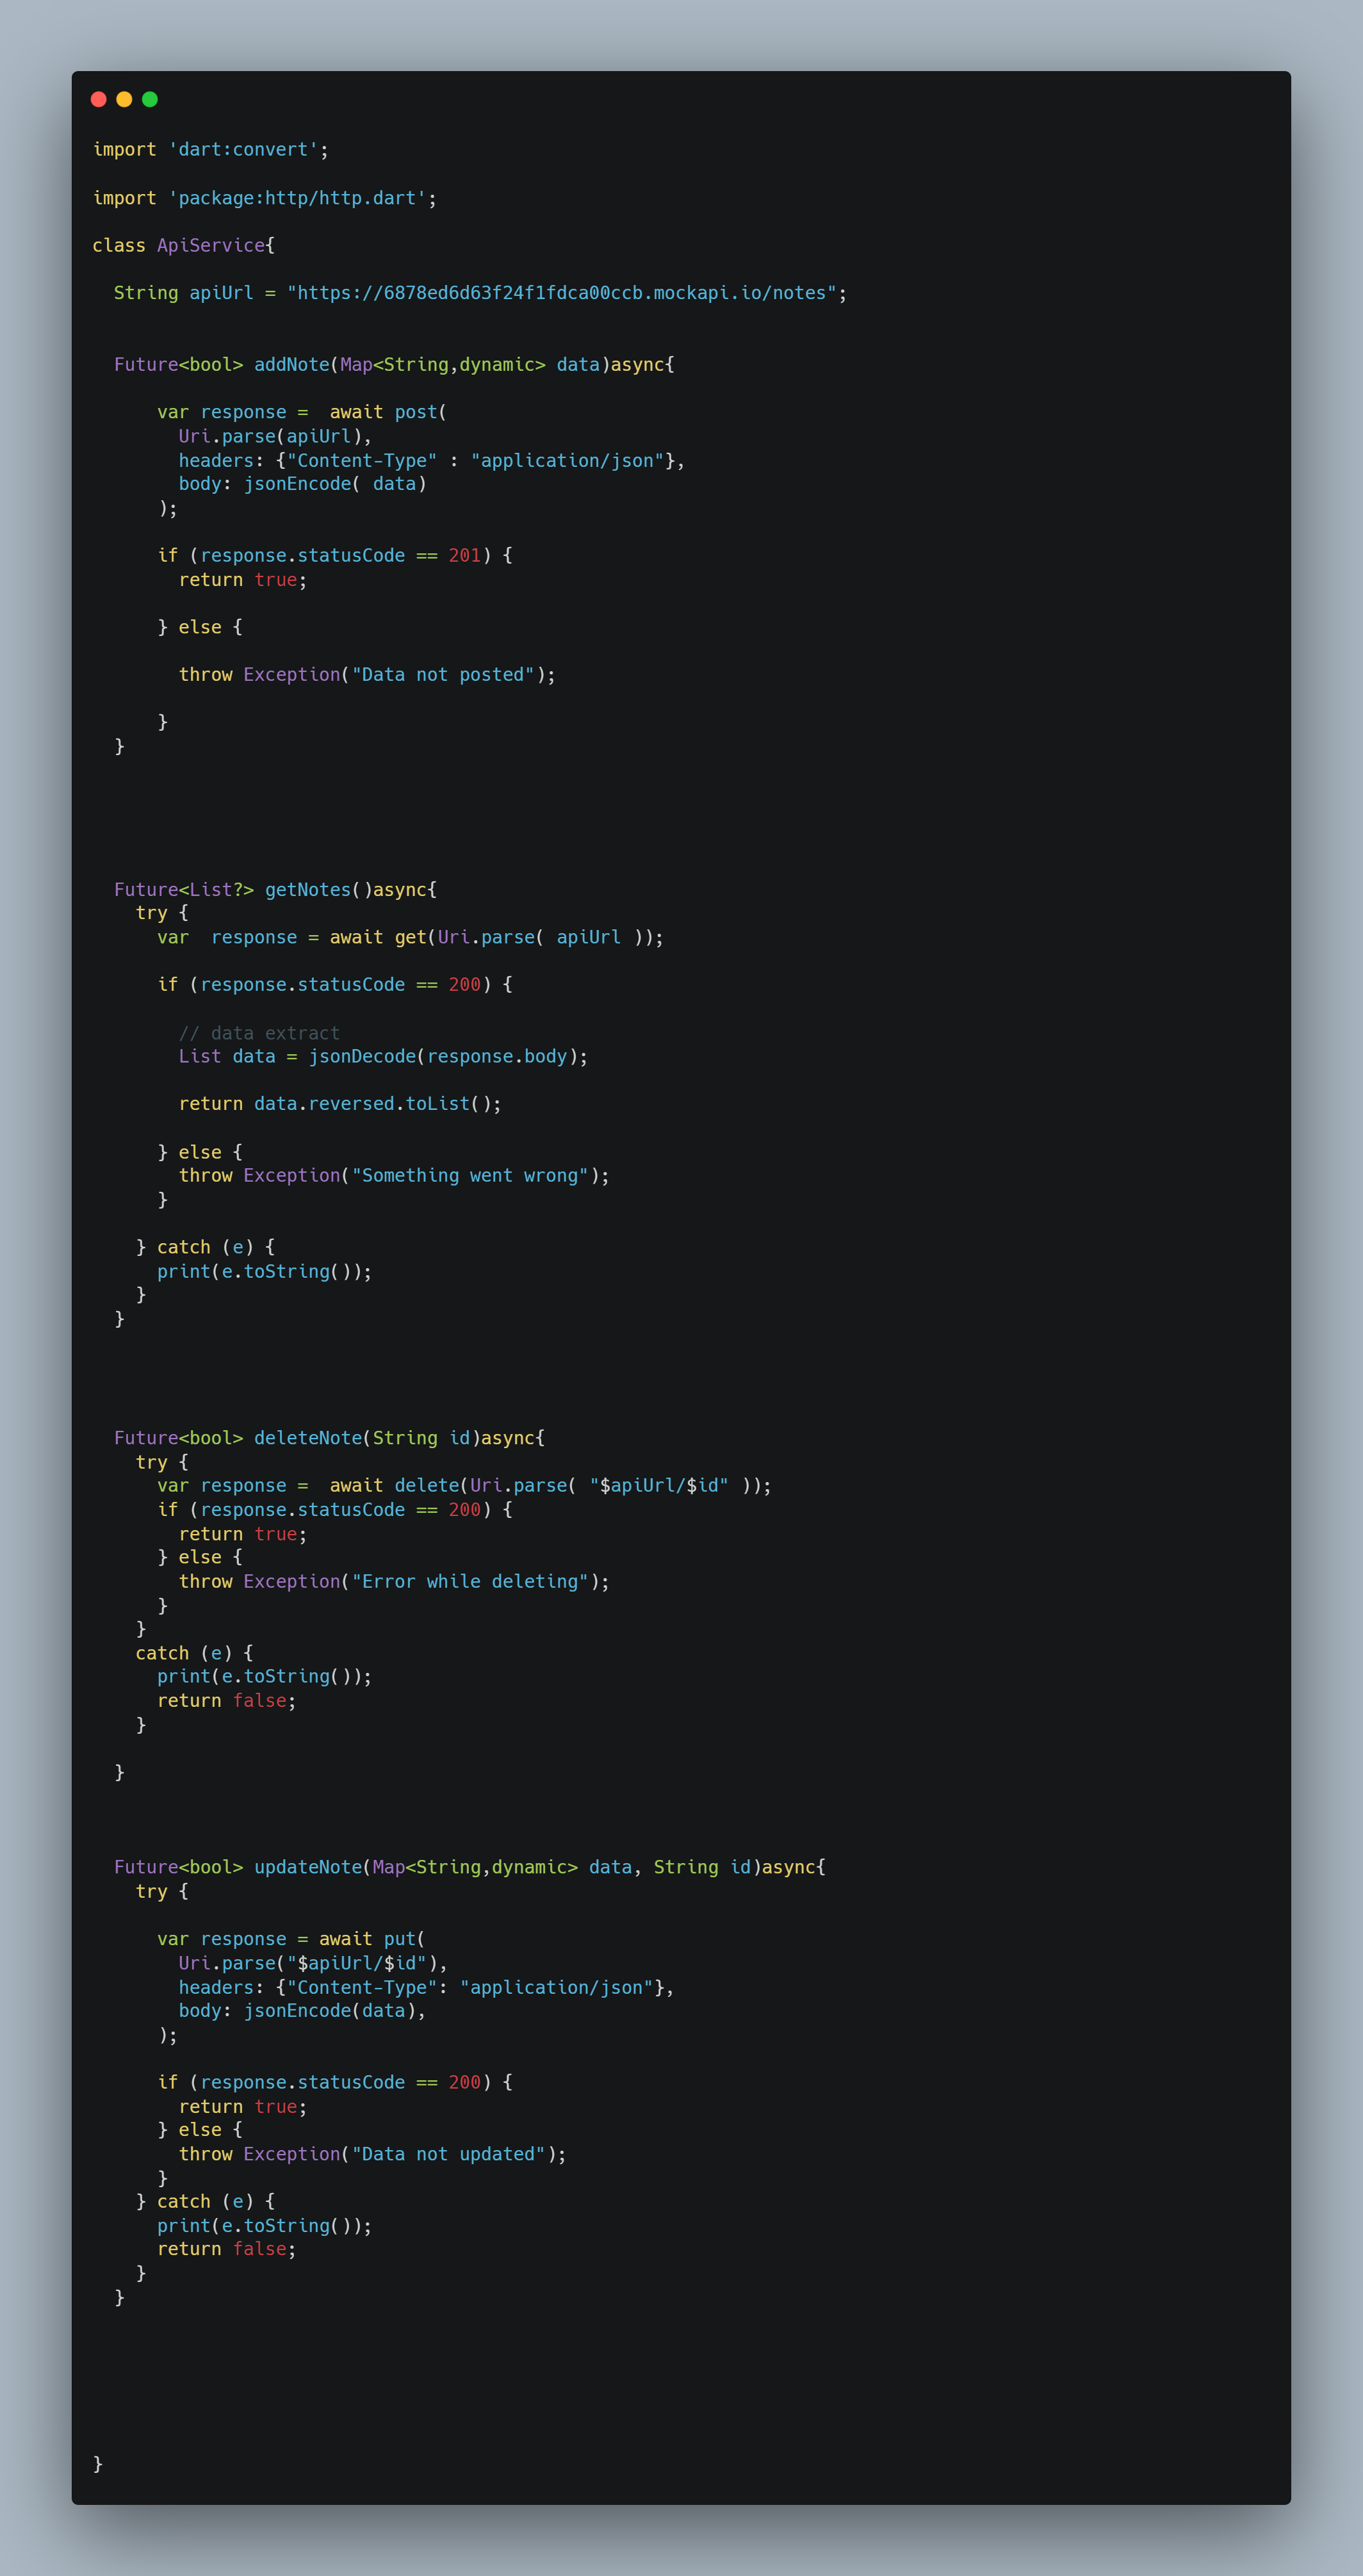 import 'dart:convert';

import 'package:http/http.dart';

class ApiService{

  String apiUrl = "https://6878ed6d63f24f1fdca00ccb.mockapi.io/notes";


  Future<bool> addNote(Map<String,dynamic> data)async{

      var response =  await post(
        Uri.parse(apiUrl),
        headers: {"Content-Type" : "application/json"},
        body: jsonEncode( data)
      );

      if (response.statusCode == 201) {
        return true;

      } else {

        throw Exception("Data not posted");

      }
  }





  Future<List?> getNotes()async{
    try {
      var  response = await get(Uri.parse( apiUrl ));

      if (response.statusCode == 200) {

        // data extract
        List data = jsonDecode(response.body);

        return data.reversed.toList();

      } else {
        throw Exception("Something went wrong");
      }

    } catch (e) {
      print(e.toString());
    }
  }




  Future<bool> deleteNote(String id)async{
    try {
      var response =  await delete(Uri.parse( "$apiUrl/$id" ));
      if (response.statusCode == 200) {
        return true;
      } else {
        throw Exception("Error while deleting");
      }
    }
    catch (e) {
      print(e.toString());
      return false;
    }

  }



  Future<bool> updateNote(Map<String,dynamic> data, String id)async{
    try {

      var response = await put(
        Uri.parse("$apiUrl/$id"),
        headers: {"Content-Type": "application/json"},
        body: jsonEncode(data),
      );

      if (response.statusCode == 200) {
        return true;
      } else {
        throw Exception("Data not updated");
      }
    } catch (e) {
      print(e.toString());
      return false;
    }
  }






}